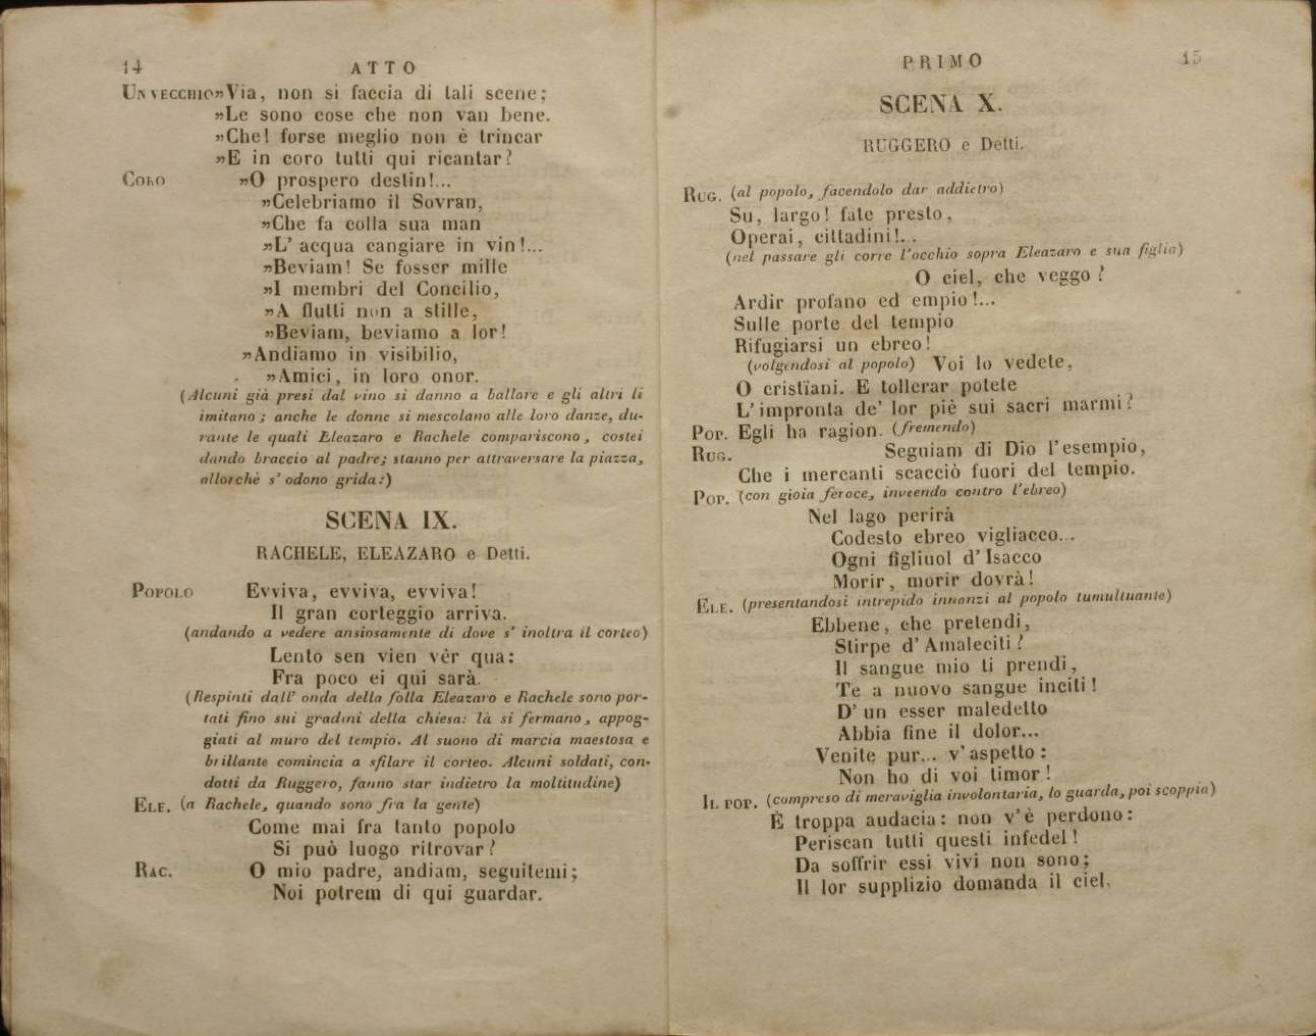 14
ATTO
UN VECCHIO »Via, non si faccia di tali scene;
»Le sono cose che non van bene.
»Che! forse meglio non è trincar
»E in coro tutti qui ricantar?
CORO »O prospero destin!...
»Celebriamo il Sovran,
»Che fa colla sua man
»L' acqua cangiare in vin!...
»Beviam! Se fosser mille
»I membri del Concilio,
»A flutti non a stille,
»Beviam, beviamo a lor!
»Andiamo in visibilio,
»Amici, in loro onor.
(Alcuni già presi dal vino si danno a ballare e gli altri li
imitano; anche le donne si mescolano alle loro danze, du-
rante le quali Eleazaro e Rachele compariscono, costei
dando braccio al padre; stanno per attraversare la piazza,
allorchè s' odono grida:)
SCENA IX.
RACHELE, ELEAZARO e Detti.
POPOLO Evviva, evviva, evviva!
Il gran corteggio arriva.
(andando a vedere ansiosamente di dove s' inoltra il corteo)
Lento sen vien vêr qua:
Fra poco ei qui sarà.
(Respinti dall' onda della folla Eleazaro e Rachele sono por-
tati fino sui gradini della chiesa: là si fermano, appog-
giati al muro del tempio. Al suono di marcia maestosa e
brillante comincia a sfilare il corteo. Alcuni soldati, con-
dotti da Ruggero, fanno star indietro la moltitudine)
ELE. (a Rachele, quando sono fra la gente)
Come mai fra tanto popolo
Si può luogo ritrovar?
RAC. O mio padre, andiam, seguitemi;
Noi potrem di qui guardar.
PRIMO
15
SCENA X.
RUGGERO e Detti.
RUG. (al popolo, facendolo dar addietro)
Su, largo! fate presto,
Operai, cittadini!...
(nel passare gli corre l'occhio sopra Eleazaro e sua figlia)
O ciel, che veggo?
Ardir profano ed empio!...
Sulle porte del tempio
Rifugiarsi un ebreo!
(volgendosi al popolo) Voi lo vedete,
O cristiani. E tollerar potete
L'impronta de' lor piè sui sacri marmi?
POP. Egli ha ragion. (fremendo)
RUG. Seguiam di Dio l'esempio,
Che i mercanti scacciò fuori del tempio.
POP. (con gioia feroce, inveendo contro l'ebreo)
Nel lago perirà
Codesto ebreo vigliacco...
Ogni figliuol d' Isacco
Morir, morir dovrà!
ELE. (presentandosi intrepido innanzi al popolo tumultuante)
Ebbene, che pretendi,
Stirpe d' Amaleciti?
Il sangue mio ti prendi,
Te a nuovo sangue inciti!
D' un esser maledetto
Abbia fine il dolor...
Venite pur... v' aspetto:
Non ho di voi timor!
IL POP. (compreso di meraviglia involontaria, lo guarda, poi scoppia)
È troppa audacia: non v'è perdono:
Periscan tutti questi infedel!
Da soffrir essi vivi non sono;
Il lor supplizio domanda il ciel.